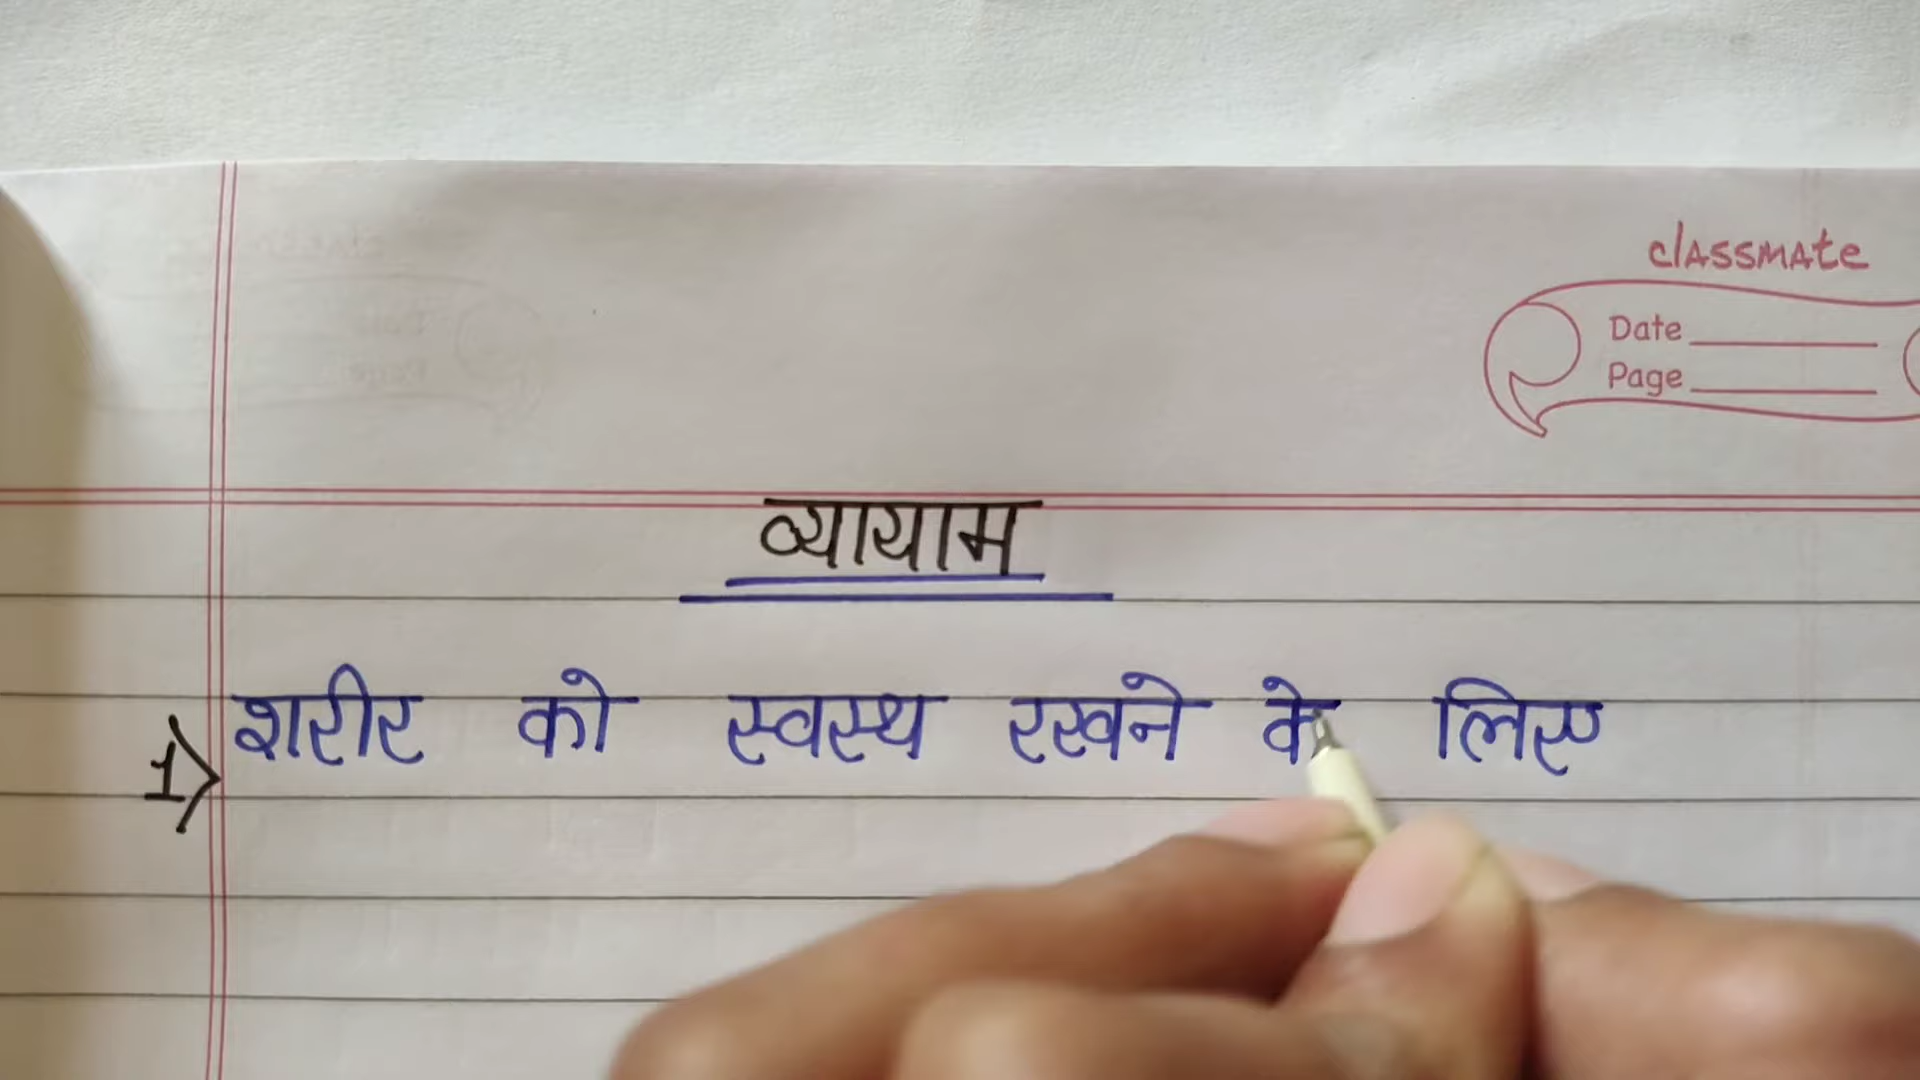 classmate
Date
Page
व्यायाम
1) शरीर को स्वस्थ रखने के लिए